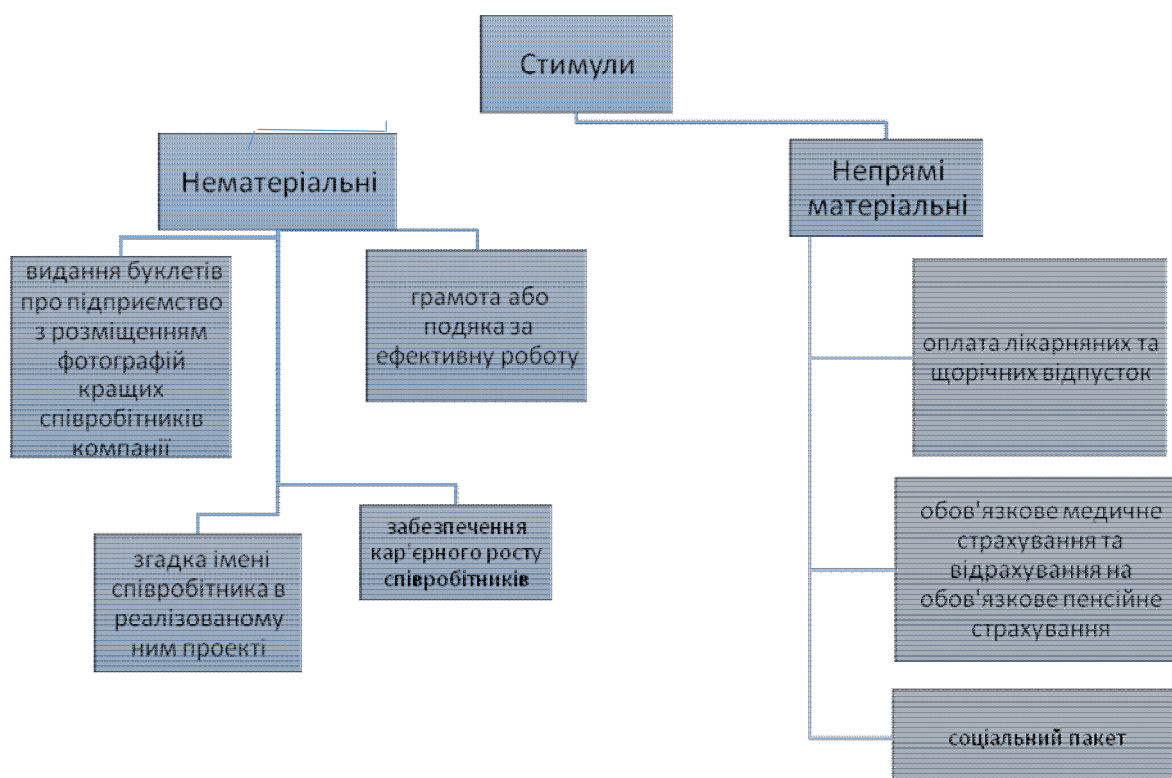 Стимули
Нематеріальні
видання буклетів
про підприємство
з розміщенням
фотографій
кращих
співробітників
компанії
грамота або
подяка за
ефективну роботу
згадка імені
співробітника в
реалізованому
ним проекті
забезпечення
кар'єрного росту
співробітників
Непрямі
матеріальні
оплата лікарняних та
щорічних відпусток
обов'язкове медичне
страхування та
відрахування на
обов'язкове пенсійне
страхування
соціальний пакет